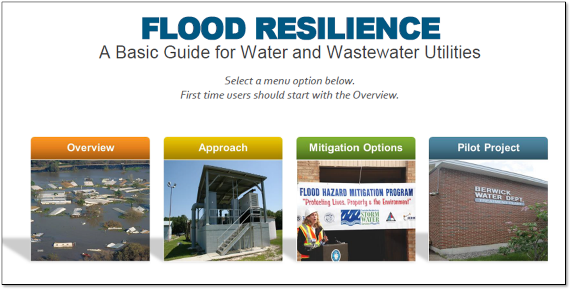 FLOOD RESILIENCE
A Basic Guide for Water and Wastewater Utilities
Select a menu option below.
First time users should start with the Overview.
Overview
Approach
Mitigation Options
Pilot Project
FLOOD HAZARD MITIGATION PROGRAM
"Protecting Lives, Property & the Environment"
STORM
WATER
BERWICK
WATER DEPT.